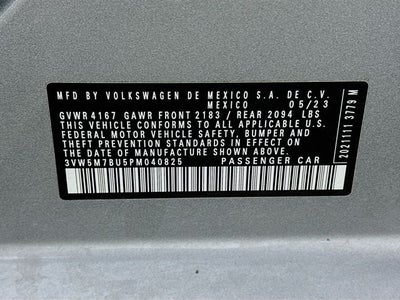 MFD. BY VOLKSWAGEN DE MEXICO S.A. DE C.V.
MEXICO 05/23
GVWR4167 GAWR FRONT 2183 / REAR 2094 LBS
THIS VEHICLE CONFORMS TO ALL APPLICABLE U.S.
FEDERAL MOTOR VEHICLE SAFETY, BUMPER AND
THEFT PREVENTION STANDARDS IN EFFECT ON
THE DATE OF MANUFACTURE SHOWN ABOVE.
3VW5M7BU5PM040825 PASSENGER CAR
2021111 3779 M